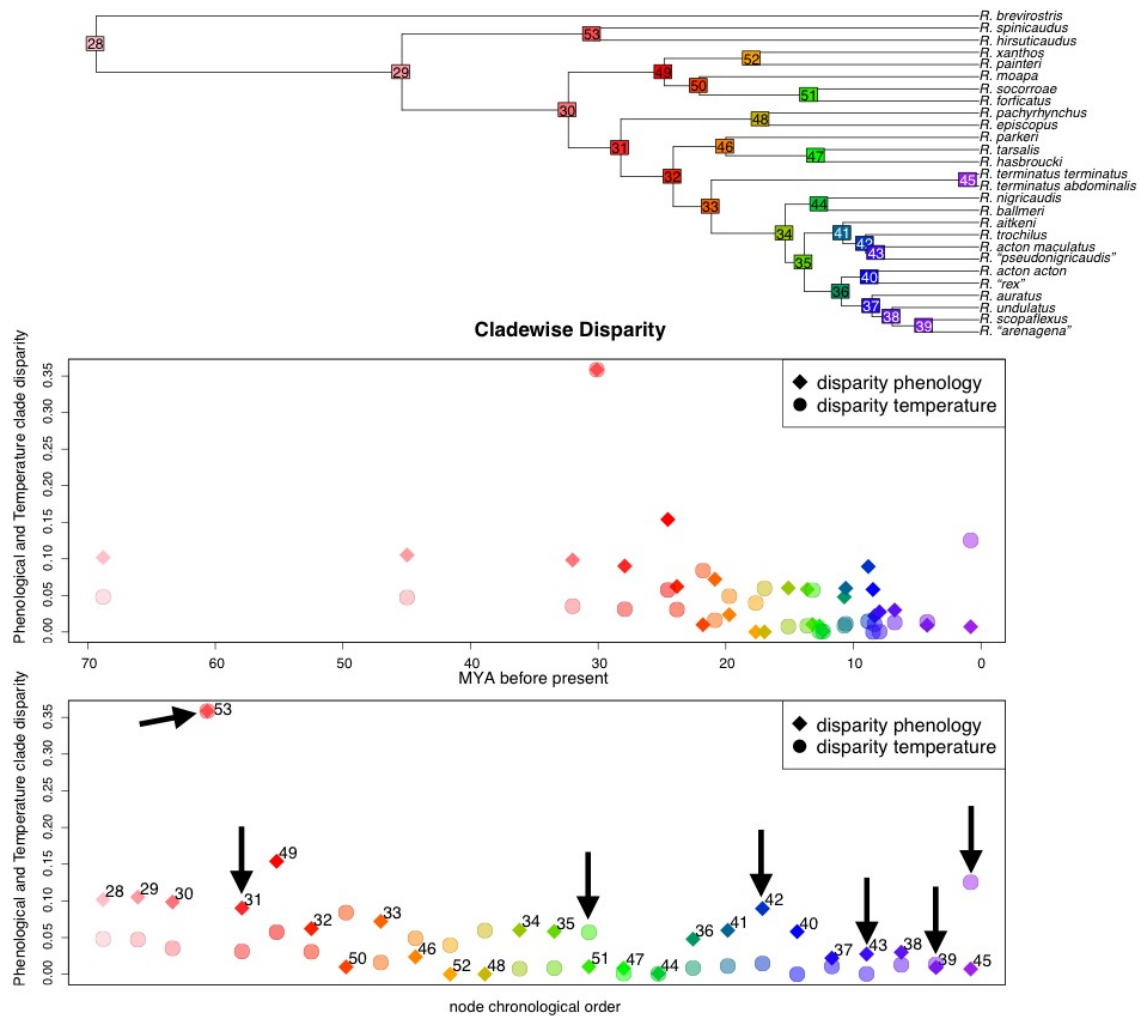 R. brevirostris
R. spinicaudus
53
R. hirsuticaudus
28
R. xanthos
52
R. painteri
29
49
R. moapa
50
R. socorroae
51
R. forficatus
30
R. pachyrhynchus
48
R. episcopus
R. parkeri
31
46
R. tarsalis
47
R. hasbroucki
32
R. terminatus terminatus
45
R. terminatus abdominalis
33
R. nigricaudis
44
R. ballmeri
R. aitkeni
34
41
R. trochilus
42
R. acton maculatus
43
R. “pseudonigricaudis”
35
R. acton acton
40
R. “rex”
36
R. auratus
37
R. undulatus
38
R. scopaflexus
39
R. “arenagena”
Cladewise Disparity
Phenological and Temperature clade disparity
0.35
0.30
0.25
0.20
0.15
0.10
0.05
0.00
disparity phenology
disparity temperature
70 60 50 40 30 20 10 0
MYA before present
Phenological and Temperature clade disparity
0.35
0.30
0.25
0.20
0.15
0.10
0.05
0.00
disparity phenology
disparity temperature
53
49
28 29 30 31 42
32 33 34 35 36 41 40
50 46 52 48 51 47 44 37 43 38 39 45
node chronological order